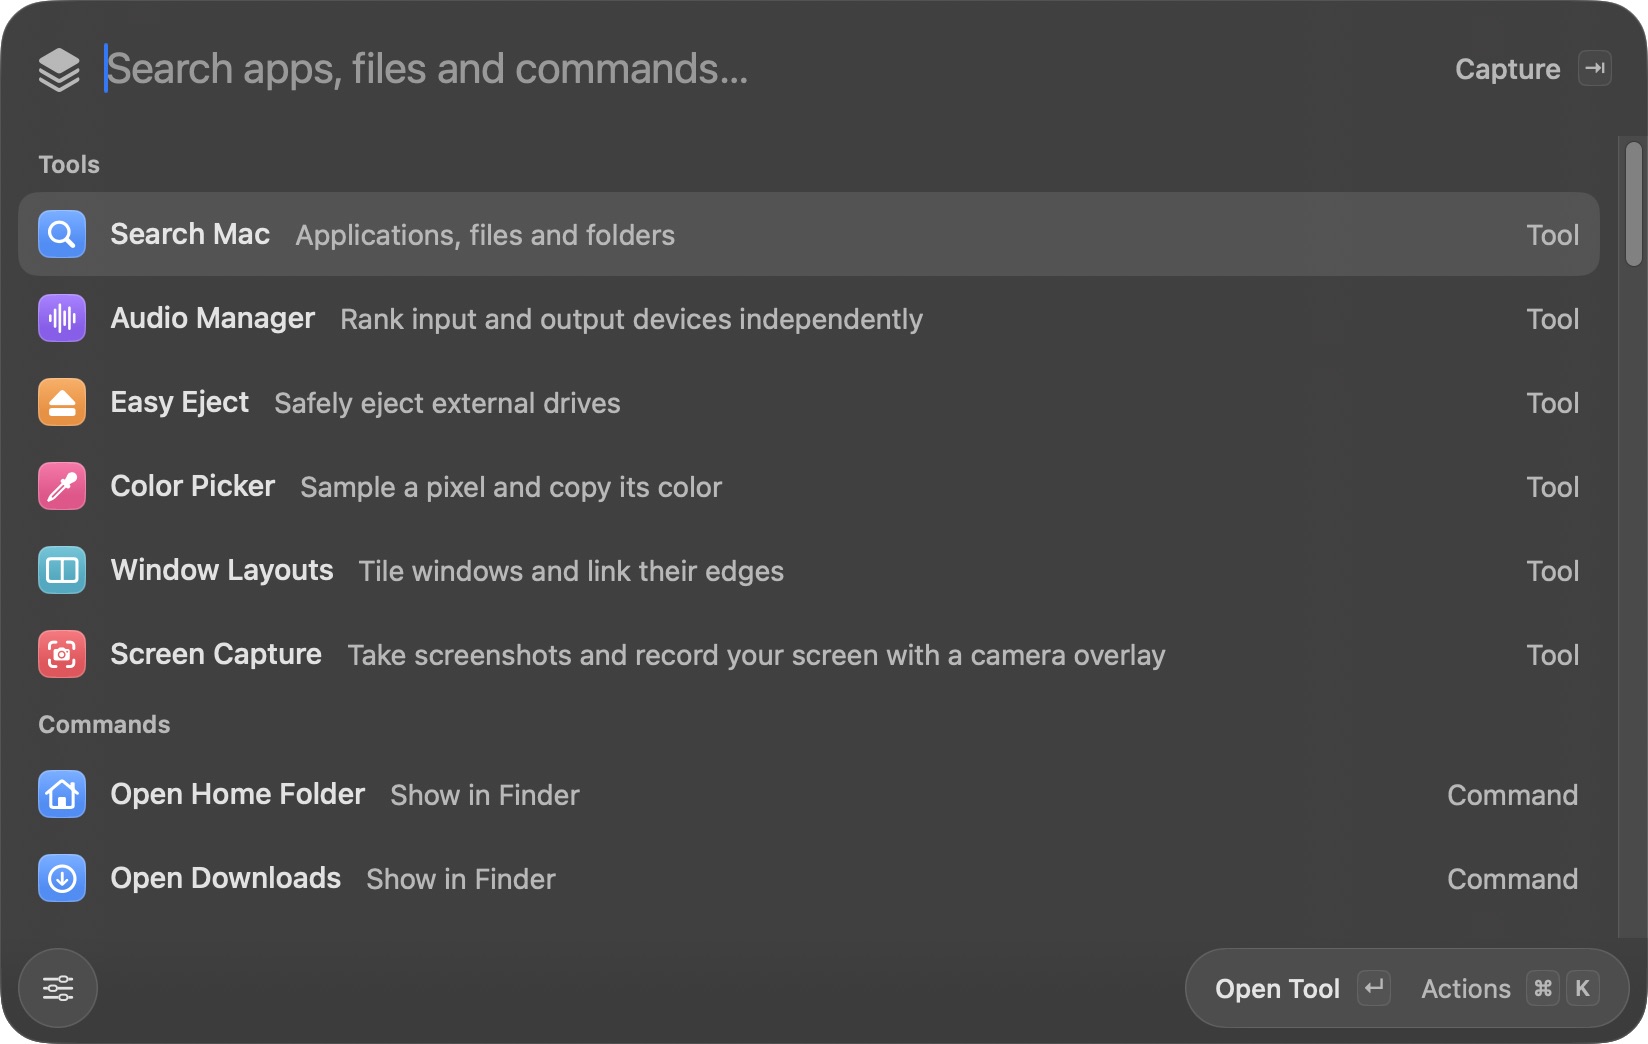 Search apps, files and commands...
Capture ⇥
Tools
Search Mac Applications, files and folders Tool
Audio Manager Rank input and output devices independently Tool
Easy Eject Safely eject external drives Tool
Color Picker Sample a pixel and copy its color Tool
Window Layouts Tile windows and link their edges Tool
Screen Capture Take screenshots and record your screen with a camera overlay Tool
Commands
Open Home Folder Show in Finder Command
Open Downloads Show in Finder Command
Open Tool ↵ Actions ⌘ K